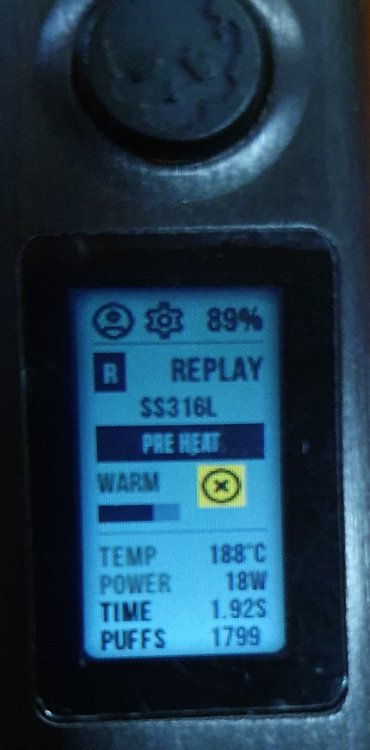 89%
R REPLAY
SS316L
PRE HEAT
WARM
TEMP 188°C
POWER 18W
TIME 1.92S
PUFFS 1799